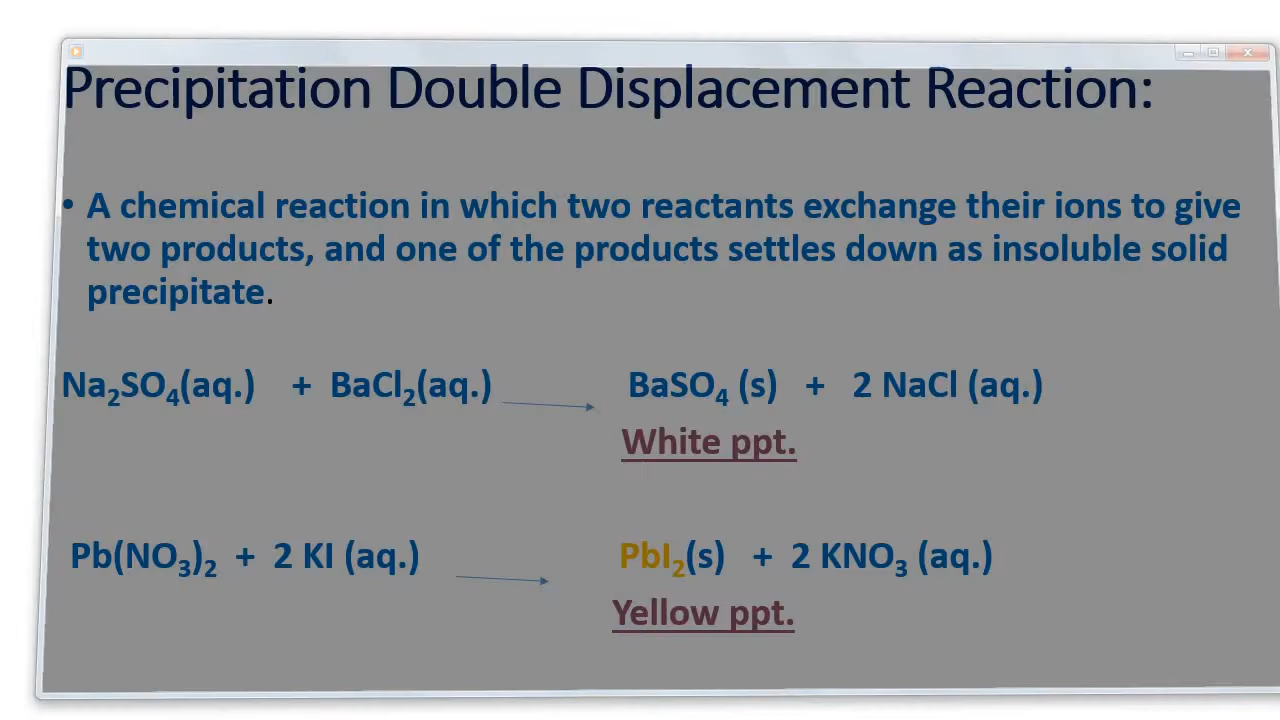 Precipitation Double Displacement Reaction:
• A chemical reaction in which two reactants exchange their ions to give
two products, and one of the products settles down as insoluble solid
precipitate.
Na₂SO₄(aq.) + BaCl₂(aq.) → BaSO₄ (s) + 2 NaCl (aq.)
White ppt.
Pb(NO₃)₂ + 2 KI (aq.) → PbI₂(s) + 2 KNO₃ (aq.)
Yellow ppt.